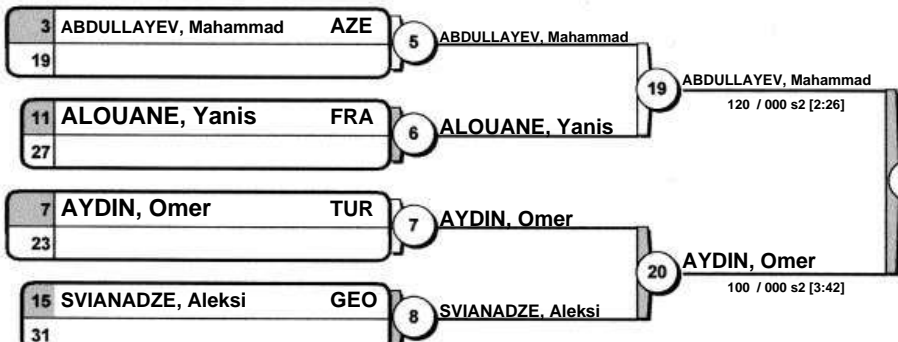 3 ABDULLAYEV, Mahammad AZE
19
5 ABDULLAYEV, Mahammad
11 ALOUANE, Yanis FRA
27
6 ALOUANE, Yanis
19 ABDULLAYEV, Mahammad
120 / 000 s2 [2:26]
7 AYDIN, Omer TUR
23
7 AYDIN, Omer
15 SVIANADZE, Aleksi GEO
31
8 SVIANADZE, Aleksi
20 AYDIN, Omer
100 / 000 s2 [3:42]